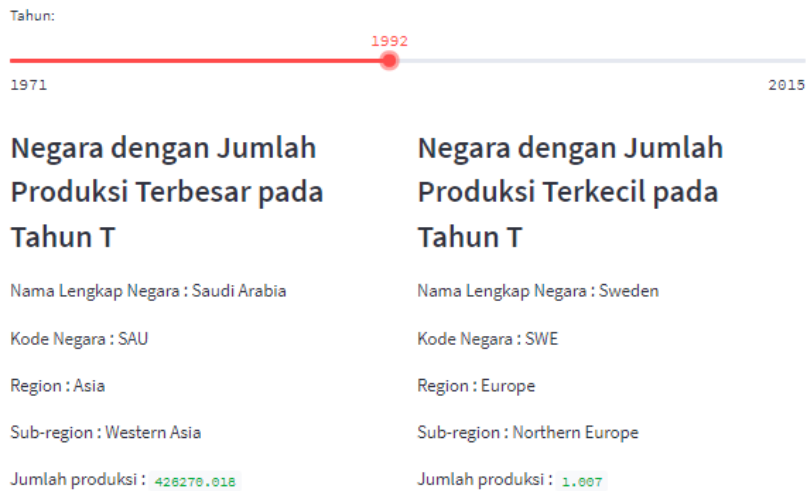 Tahun:
1992
1971
2015
Negara dengan Jumlah
Produksi Terbesar pada
Tahun T
Nama Lengkap Negara : Saudi Arabia
Kode Negara : SAU
Region : Asia
Sub-region : Western Asia
Jumlah produksi : 426270.018
Negara dengan Jumlah
Produksi Terkecil pada
Tahun T
Nama Lengkap Negara : Sweden
Kode Negara : SWE
Region : Europe
Sub-region : Northern Europe
Jumlah produksi : 1.007